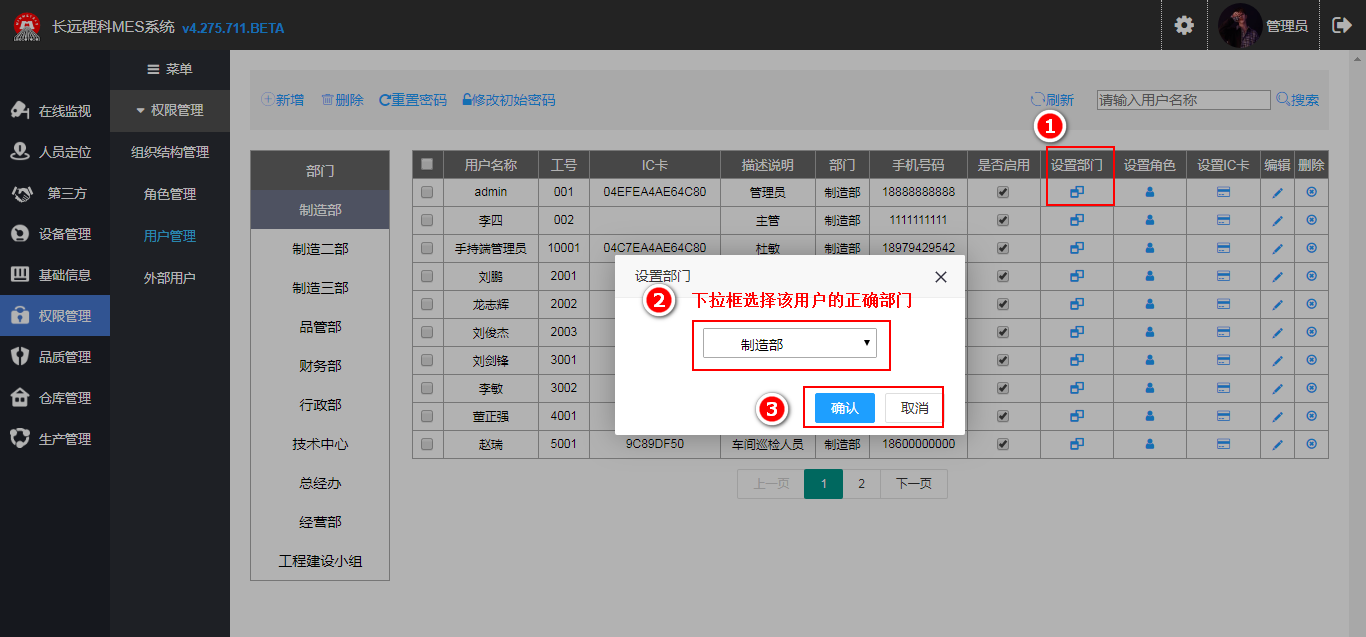 长远锂科MES系统 v4.275.711.BETA
管理员
菜单
在线监视
人员定位
第三方
设备管理
基础信息
权限管理
品质管理
仓库管理
生产管理
权限管理
组织结构管理
角色管理
用户管理
外部用户
新增 删除 重置密码 修改初始密码
刷新 请输入用户名称 搜索
部门
制造部
制造二部
制造三部
品管部
财务部
行政部
技术中心
总经办
经营部
工程建设小组
1
用户名称 工号 IC卡 描述说明 部门 手机号码 是否启用 设置部门 设置角色 设置IC卡 编辑 删除
admin 001 04EFEA4AE64C80 管理员 制造部 18888888888
李四 002 主管 制造部 1111111111
手持端管理员 10001 04C7EA4AE64C80 杜敏 制造部 18979429542
刘鹏 2001
龙志辉 2002
刘俊杰 2003
刘剑锋 3001
李敏 3002
董正强 4001
赵瑞 5001 9C89DF50 车间巡检人员 制造部 18600000000
设置部门
2 下拉框选择该用户的正确部门
制造部
3
确认 取消
上一页 1 2 下一页